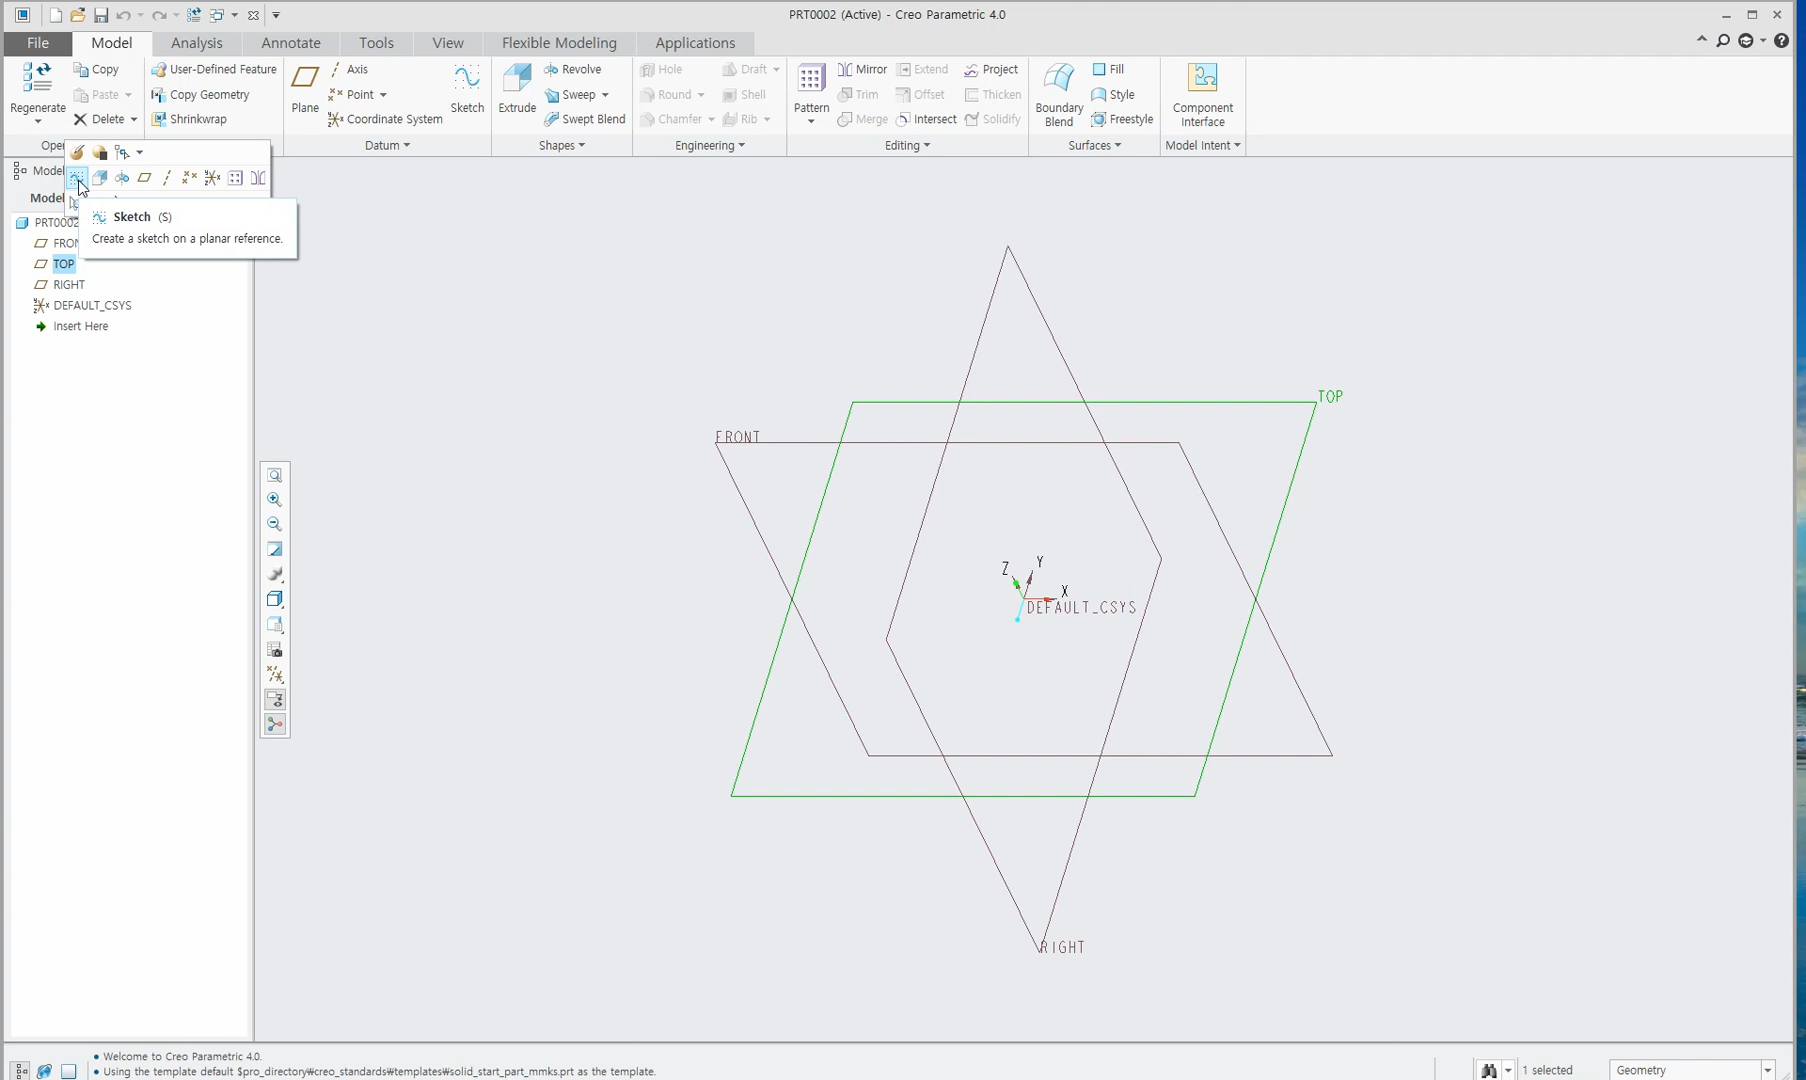 PRT0002 (Active) - Creo Parametric 4.0
File Model Analysis Annotate Tools View Flexible Modeling Applications
Regenerate
Copy
Paste
Delete
User-Defined Feature
Copy Geometry
Shrinkwrap
Plane
Axis
Point
Coordinate System
Sketch
Extrude
Revolve
Sweep
Swept Blend
Hole
Round
Chamfer
Draft
Shell
Rib
Pattern
Mirror
Trim
Merge
Extend
Offset
Intersect
Project
Thicken
Solidify
Boundary
Blend
Fill
Style
Freestyle
Component
Interface
Oper
Datum
Shapes
Engineering
Editing
Surfaces
Model Intent
Model
Model
Sketch (S)
Create a sketch on a planar reference.
PRT0002
FRON
TOP
RIGHT
DEFAULT_CSYS
Insert Here
TOP
FRONT
Z
Y
X
DEFAULT_CSYS
RIGHT
• Welcome to Creo Parametric 4.0.
• Using the template default $pro_directory₩creo_standards₩templates₩solid_start_part_mmks.prt as the template.
1 selected
Geometry